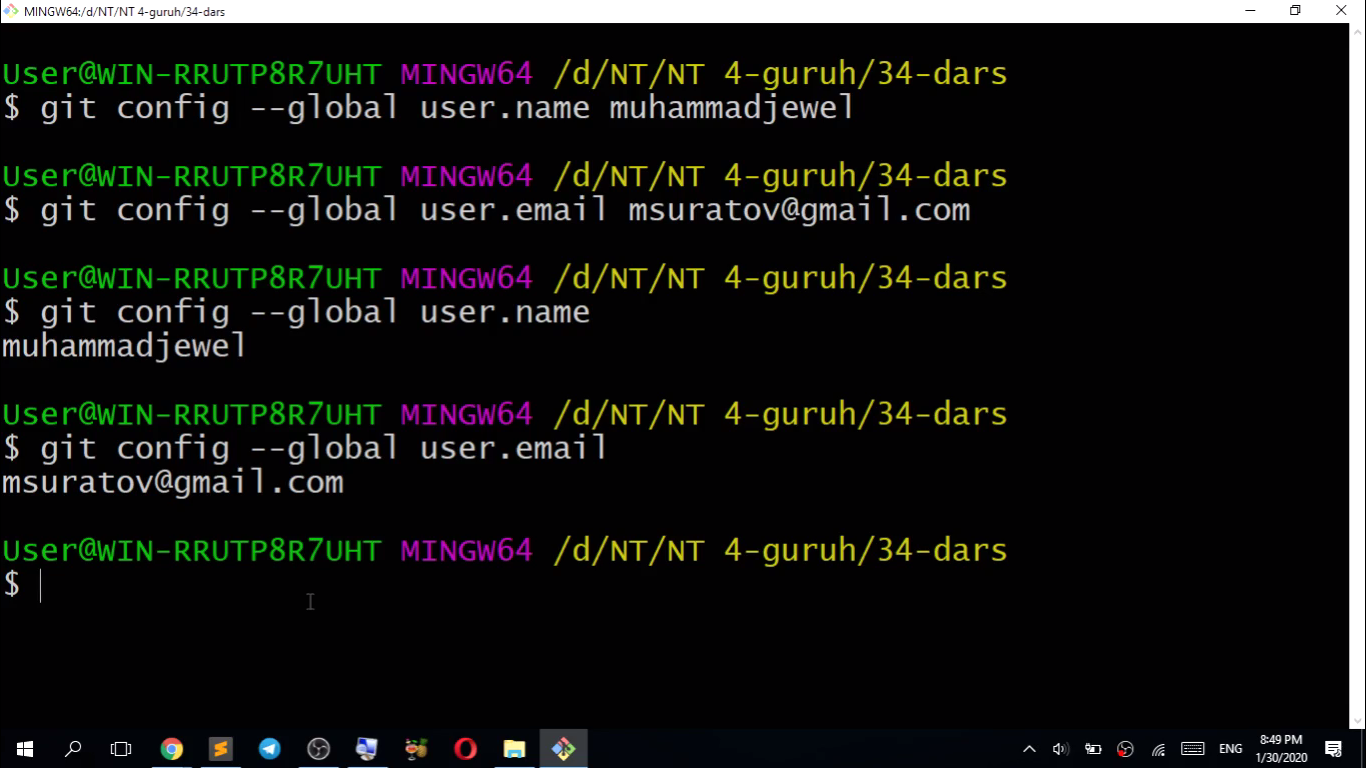 MINGW64:/d/NT/NT 4-guruh/34-dars
User@WIN-RRUTP8R7UHT MINGW64 /d/NT/NT 4-guruh/34-dars
$ git config --global user.name muhammadjewel
User@WIN-RRUTP8R7UHT MINGW64 /d/NT/NT 4-guruh/34-dars
$ git config --global user.email msuratov@gmail.com
User@WIN-RRUTP8R7UHT MINGW64 /d/NT/NT 4-guruh/34-dars
$ git config --global user.name
muhammadjewel
User@WIN-RRUTP8R7UHT MINGW64 /d/NT/NT 4-guruh/34-dars
$ git config --global user.email
msuratov@gmail.com
User@WIN-RRUTP8R7UHT MINGW64 /d/NT/NT 4-guruh/34-dars
$
ENG
8:49 PM
1/30/2020